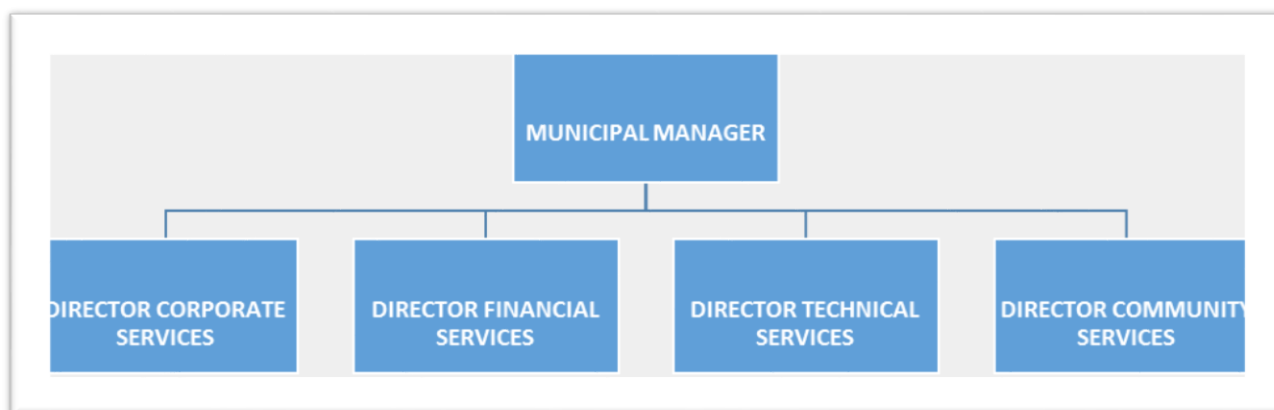 MUNICIPAL MANAGER
DIRECTOR CORPORATE
SERVICES
DIRECTOR FINANCIAL
SERVICES
DIRECTOR TECHNICAL
SERVICES
DIRECTOR COMMUNITY
SERVICES